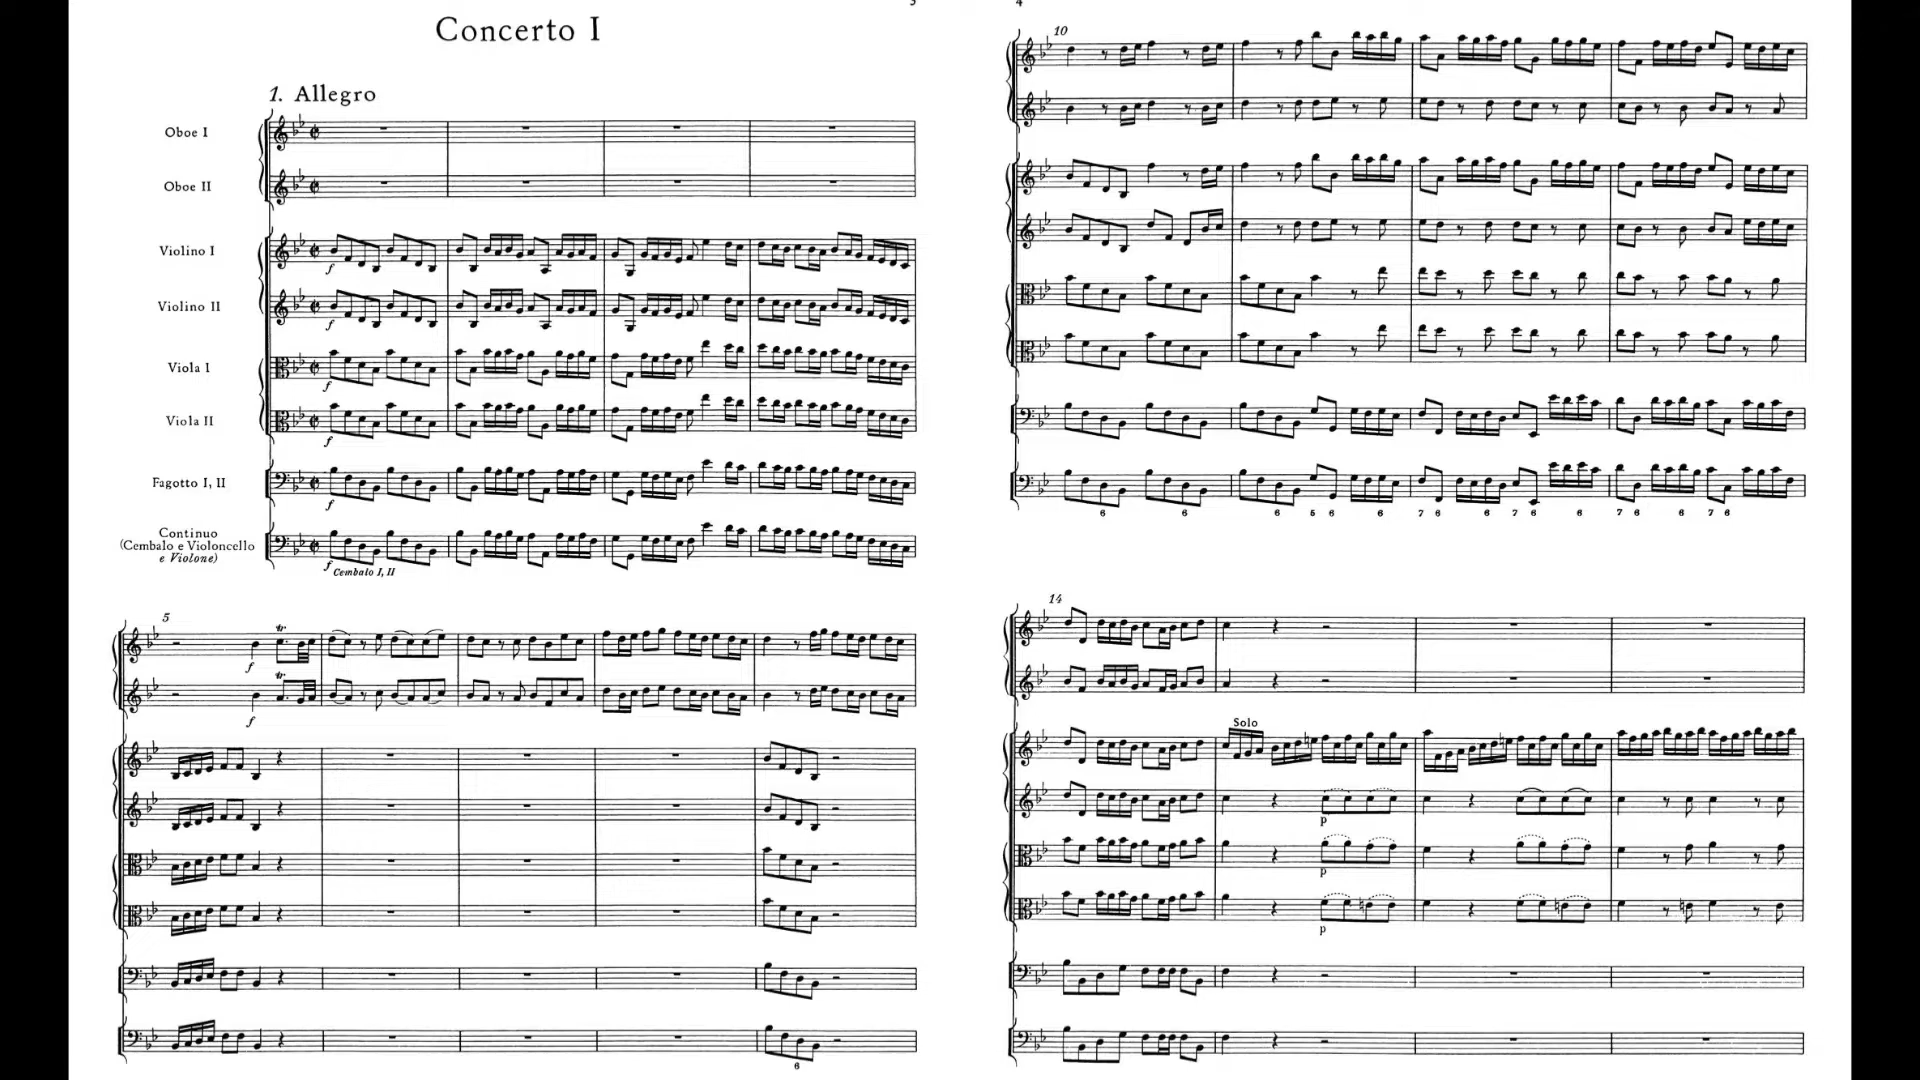 3
Concerto I
1. Allegro
Oboe I
Oboe II
Violino I
f
Violino II
f
Viola I
f
Viola II
f
Fagotto I, II
f
Continuo
(Cembalo e Violoncello
e Violone)
f
Cembalo I, II
5
tr
f
tr
f
6
4
10
6 6 6 5 6 6 7 6 6 7 6 6 7 6 6 7 6
14
Solo
p
p
p